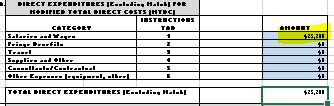 DIRECT EXPENDITURES (Excluding Match) FOR
MODIFIED TOTAL DIRECT COSTS (MTDC)
CATEGORY INSTRUCTIONS TAB AMOUNT
Salaries and Wages 1 $25,200
Fringe Benefits 2 $0
Travel 3 $0
Supplies and Other 4 $0
Consultants/Contractual 5 $0
Other Expenses (equipment, other) 6 $0
TOTAL DIRECT EXPENDITURES (Excluding Match) $25,200